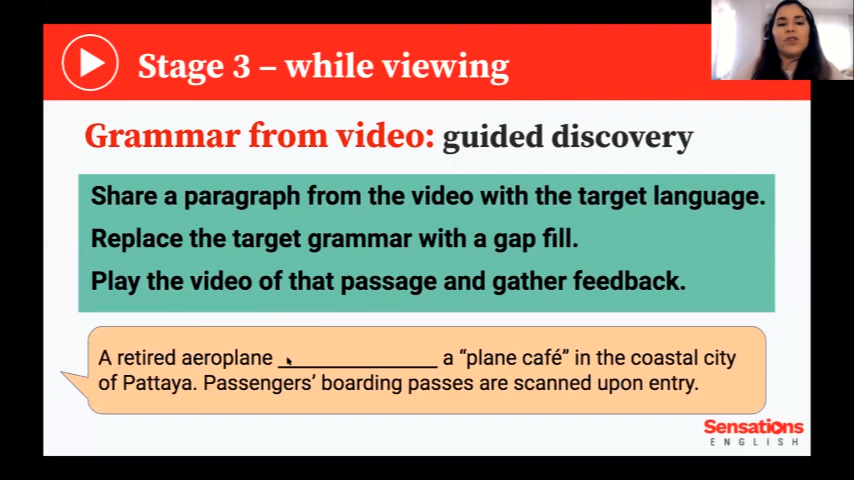 Stage 3 – while viewing
Grammar from video: guided discovery
Share a paragraph from the video with the target language.
Replace the target grammar with a gap fill.
Play the video of that passage and gather feedback.
A retired aeroplane ________________ a “plane café” in the coastal city
of Pattaya. Passengers’ boarding passes are scanned upon entry.
Sensations
ENGLISH